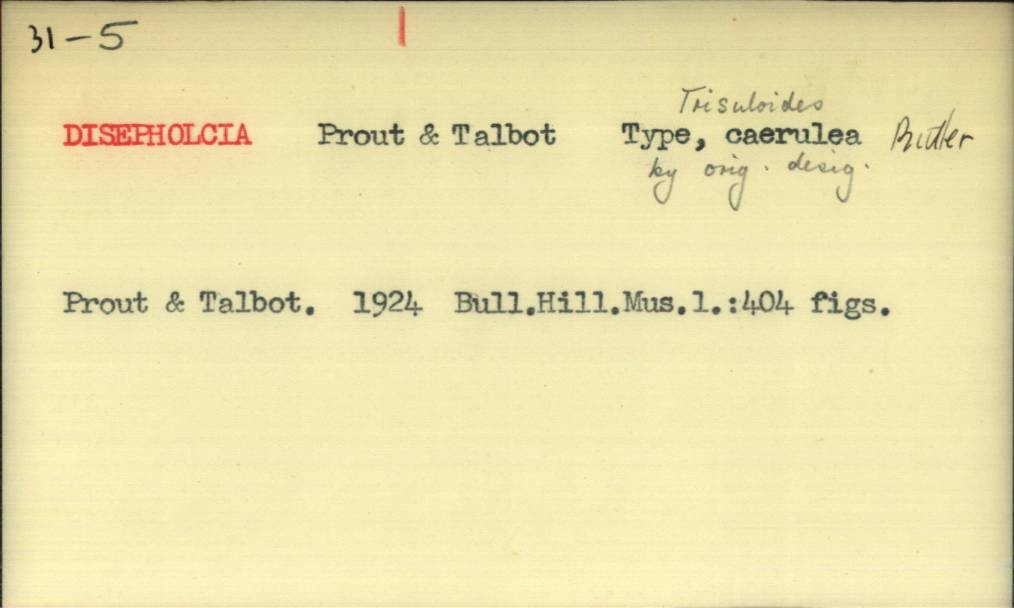 31-5
Trisuloides
DISEPHOLCIA Prout & Talbot Type, caerulea Butler
by orig. desig.
Prout & Talbot. 1924 Bull.Hill.Mus.1.:404 figs.